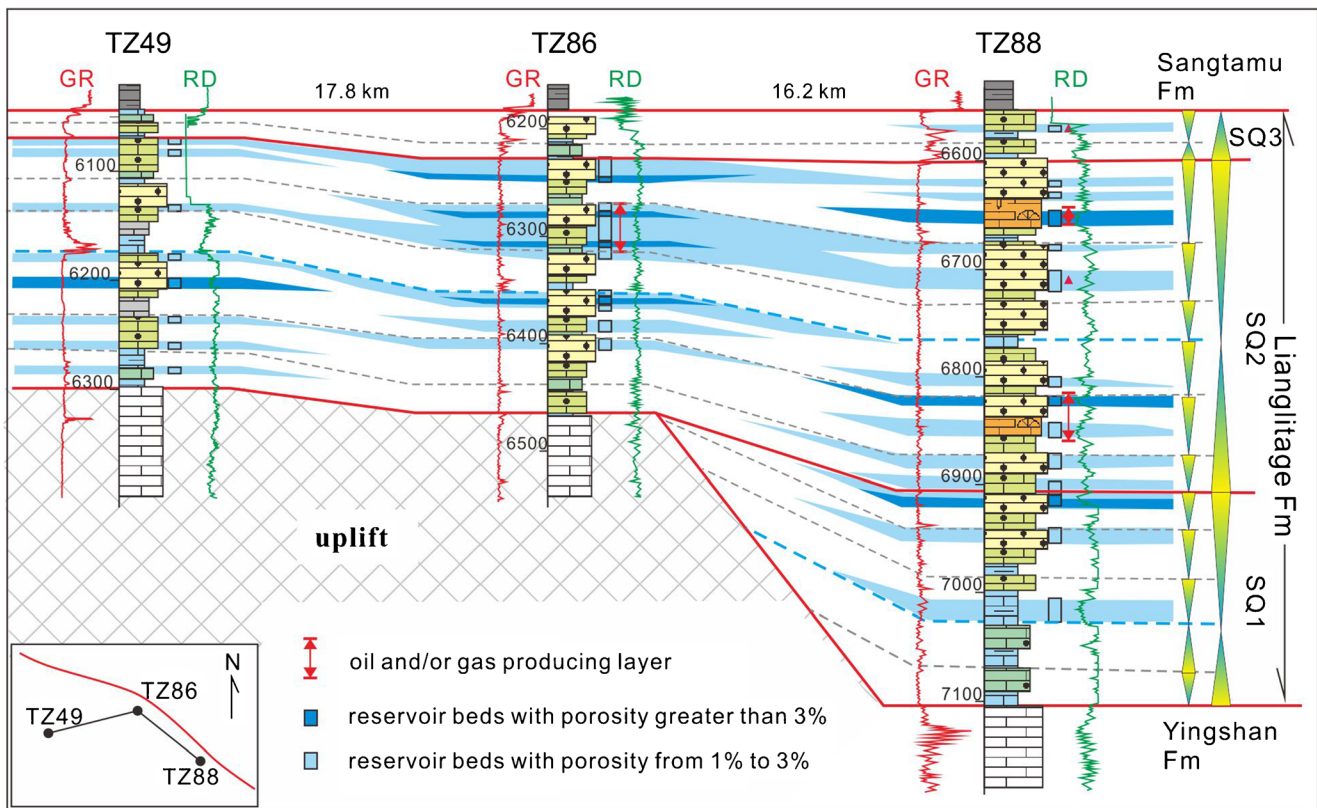 TZ49
TZ86
TZ88
GR
RD
17.8 km
GR
RD
16.2 km
GR
RD
Sangtamu
Fm
6100
6200
6300
6200
6300
6400
6500
6600
6700
6800
6900
7000
7100
SQ3
SQ2
SQ1
Lianglitage Fm
Yingshan
Fm
uplift
oil and/or gas producing layer
reservoir beds with porosity greater than 3%
reservoir beds with porosity from 1% to 3%
N
TZ86
TZ49
TZ88